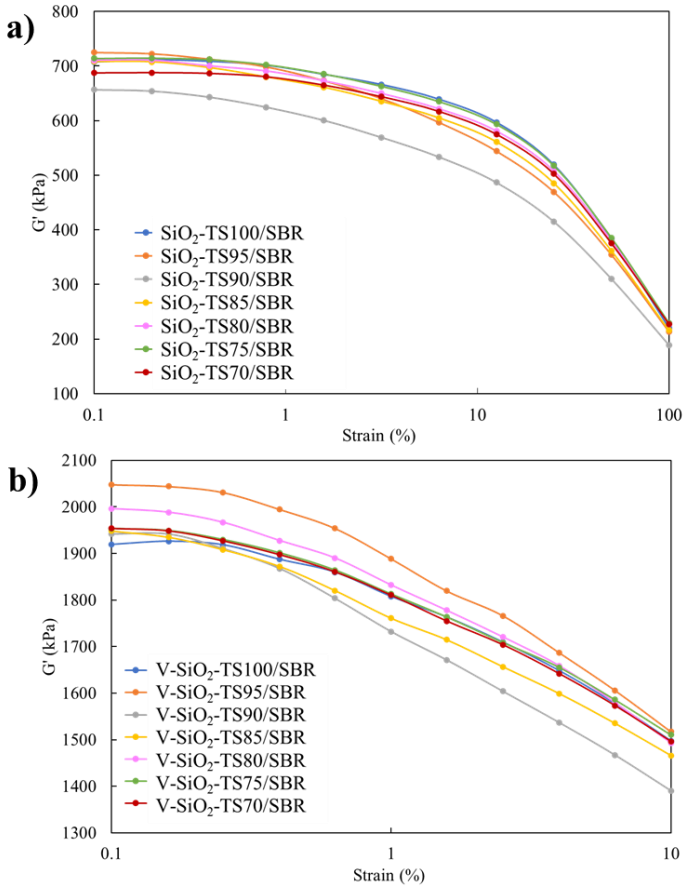 a)
800
700
600
500
400
300
200
100
G' (kPa)
SiO₂-TS100/SBR
SiO₂-TS95/SBR
SiO₂-TS90/SBR
SiO₂-TS85/SBR
SiO₂-TS80/SBR
SiO₂-TS75/SBR
SiO₂-TS70/SBR
0.1 1 10 100
Strain (%)
b)
2100
2000
1900
1800
1700
1600
1500
1400
1300
G' (kPa)
V-SiO₂-TS100/SBR
V-SiO₂-TS95/SBR
V-SiO₂-TS90/SBR
V-SiO₂-TS85/SBR
V-SiO₂-TS80/SBR
V-SiO₂-TS75/SBR
V-SiO₂-TS70/SBR
0.1 1 10
Strain (%)